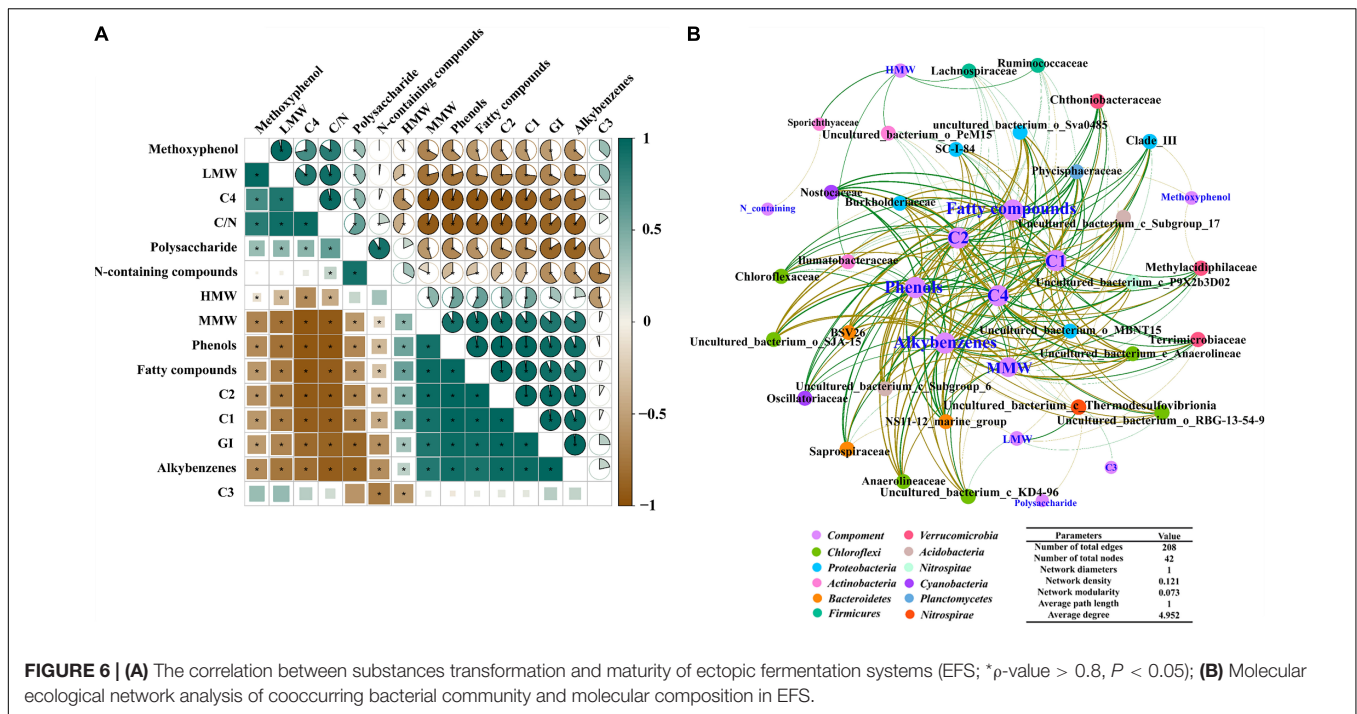 A
Methoxyphenol
LMW
C4
C/N
Polysaccharide
N-containing compounds
HMW
MMW
Phenols
Fatty compounds
C2
C1
GI
Alkybenzenes
C3
Methoxyphenol
LMW
C4
C/N
Polysaccharide
N-containing compounds
HMW
MMW
Phenols
Fatty compounds
C2
C1
GI
Alkybenzenes
C3
1
0.5
0
−0.5
−1
B
HMW
Lachnospiraceae
Ruminococcaceae
Chthoniobacteraceae
Sporichthyaceae
Uncultured_bacterium_o_PeM15
uncultured_bacterium_o_Sva0485
SC-I-84
Clade_III
Phycisphaeraceae
Nostocaceae
Burkholderiaceae
Methoxyphenol
N_containing
Fatty compounds
Uncultured_bacterium_c_Subgroup_17
C2
Ilumatobacteraceae
C1
Chloroflexaceae
Methylacidiphilaceae
Uncultured_bacterium_c_P9X2b3D02
Phenols
C4
BSV26
Uncultured_bacterium_o_MBNT15
Uncultured_bacterium_o_SJA-15
Alkybenzenes
Terrimicrobiaceae
Uncultured_bacterium_c_Anaerolineae
MMW
Uncultured_bacterium_c_Subgroup_6
Oscillatoriaceae
Uncultured_bacterium_c_Thermodesulfovibrionia
NS11-12_marine_group
Uncultured_bacterium_o_RBG-13-54-9
LMW
Saprospiraceae
C3
Anaerolineaceae
Uncultured_bacterium_c_KD4-96
Polysaccharide
Compoment
Verrucomicrobia
Chloroflexi
Acidobacteria
Proteobacteria
Nitrospitae
Actinobacteria
Cyanobacteria
Bacteroidetes
Planctomycetes
Firmicures
Nitrospirae
Parameters Value
Number of total edges 208
Number of total nodes 42
Network diameters 1
Network density 0.121
Network modularity 0.073
Average path length 1
Average degree 4.952
FIGURE 6 | (A) The correlation between substances transformation and maturity of ectopic fermentation systems (EFS; *ρ-value > 0.8, P < 0.05); (B) Molecular
ecological network analysis of cooccurring bacterial community and molecular composition in EFS.